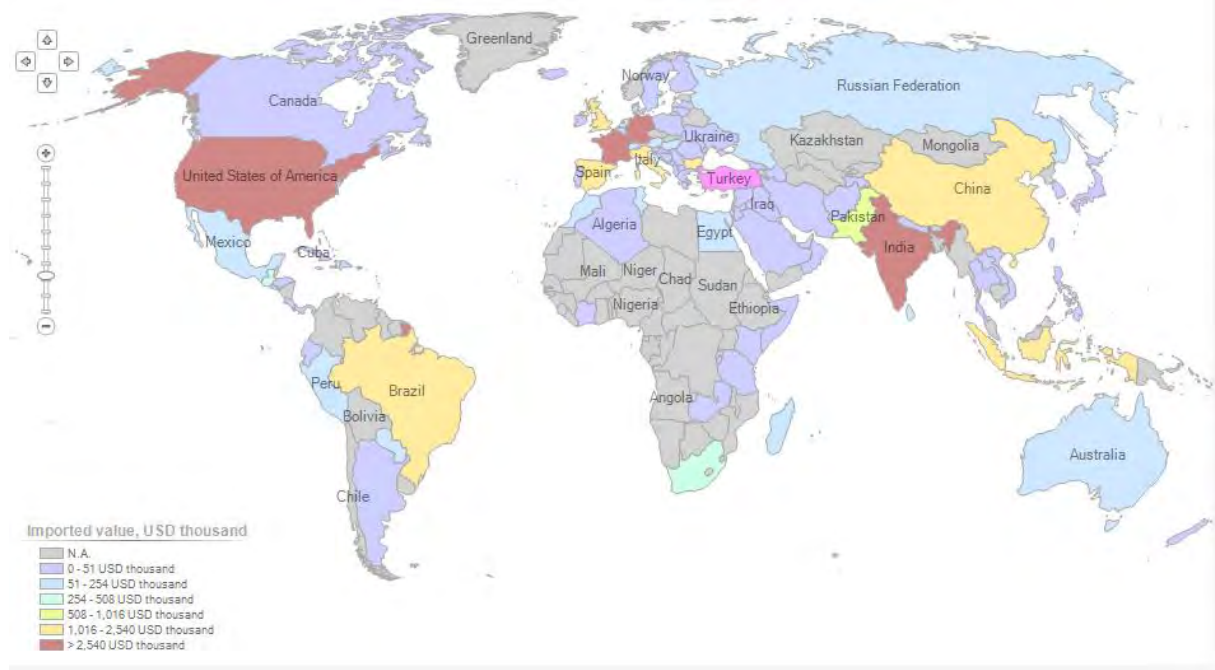 Greenland
Norway
Russian Federation
Canada
Ukraine
Kazakhstan
Mongolia
United States of America
Italy
Spain
Turkey
China
Iraq
Pakistan
Algeria
Egypt
Mexico
Cuba
India
Mali
Niger
Chad
Sudan
Nigeria
Ethiopia
Peru
Brazil
Angola
Bolivia
Australia
Chile
Imported value, USD thousand
N.A.
0 - 51 USD thousand
51 - 254 USD thousand
254 - 508 USD thousand
508 - 1,016 USD thousand
1,016 - 2,540 USD thousand
> 2,540 USD thousand